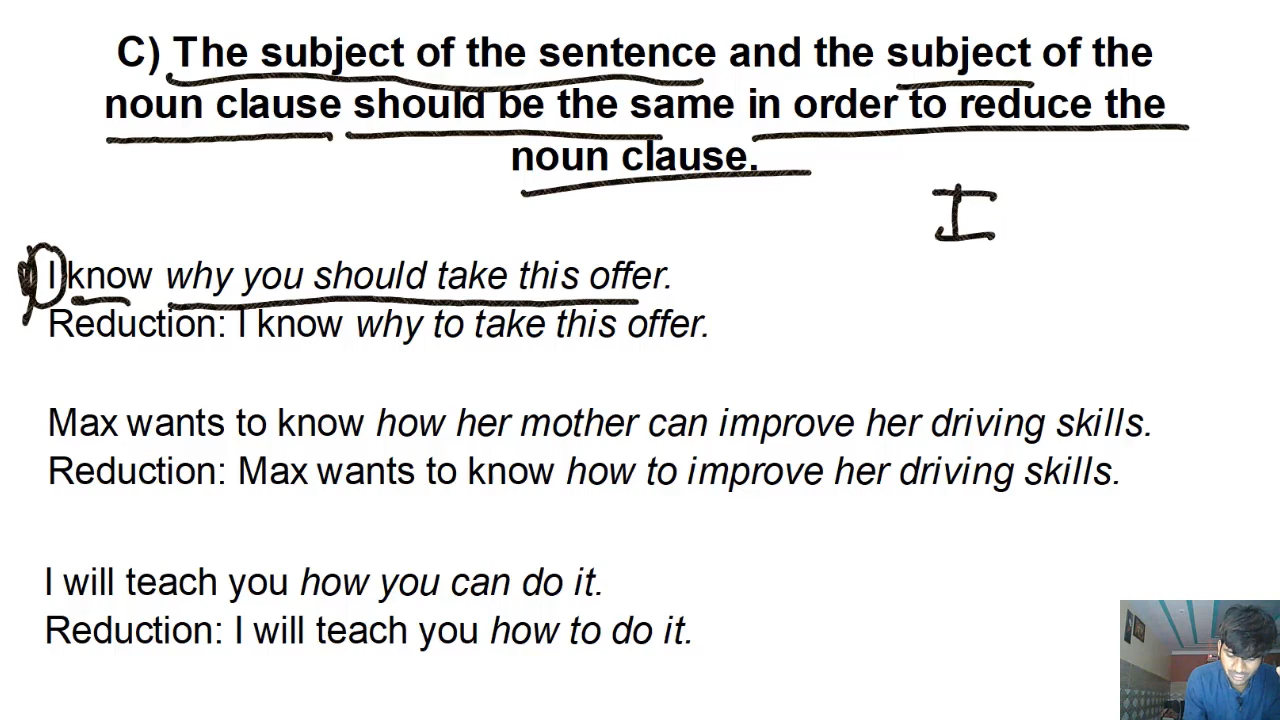 C) The subject of the sentence and the subject of the
noun clause should be the same in order to reduce the
noun clause.
I
I know why you should take this offer.
Reduction: I know why to take this offer.
Max wants to know how her mother can improve her driving skills.
Reduction: Max wants to know how to improve her driving skills.
I will teach you how you can do it.
Reduction: I will teach you how to do it.